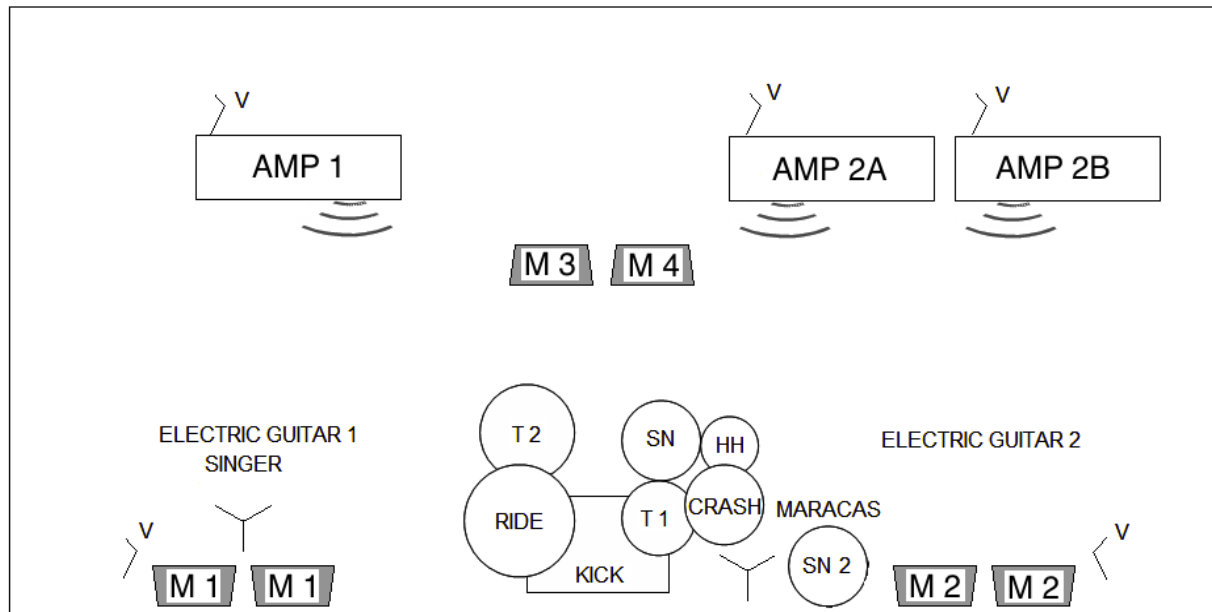 V
V
V
AMP 1
AMP 2A
AMP 2B
M 3
M 4
ELECTRIC GUITAR 1
SINGER
T 2
SN
HH
ELECTRIC GUITAR 2
RIDE
T 1
CRASH
MARACAS
V
V
KICK
SN 2
M 1
M 1
M 2
M 2